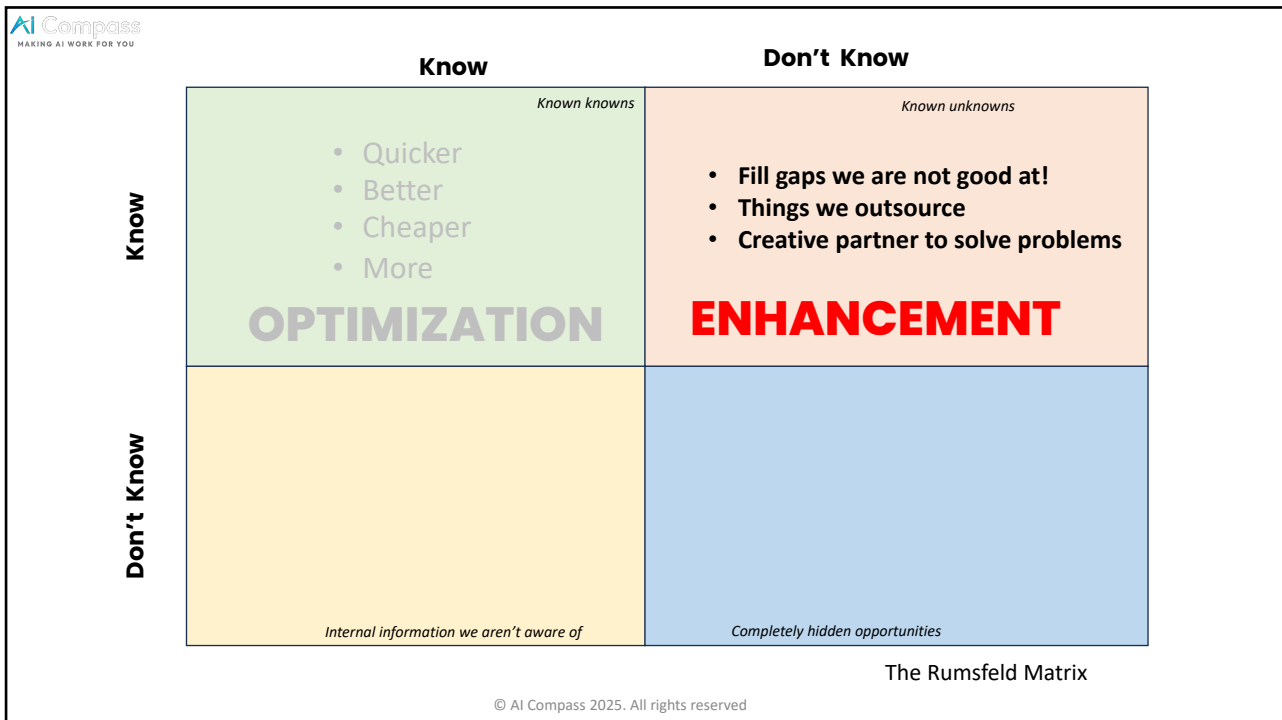 Ai Compass
MAKING AI WORK FOR YOU
Know
Don't Know
Know
Known knowns
• Quicker
• Better
• Cheaper
• More
OPTIMIZATION
Known unknowns
• Fill gaps we are not good at!
• Things we outsource
• Creative partner to solve problems
ENHANCEMENT
Don't Know
Internal information we aren't aware of
Completely hidden opportunities
The Rumsfeld Matrix
© AI Compass 2025. All rights reserved